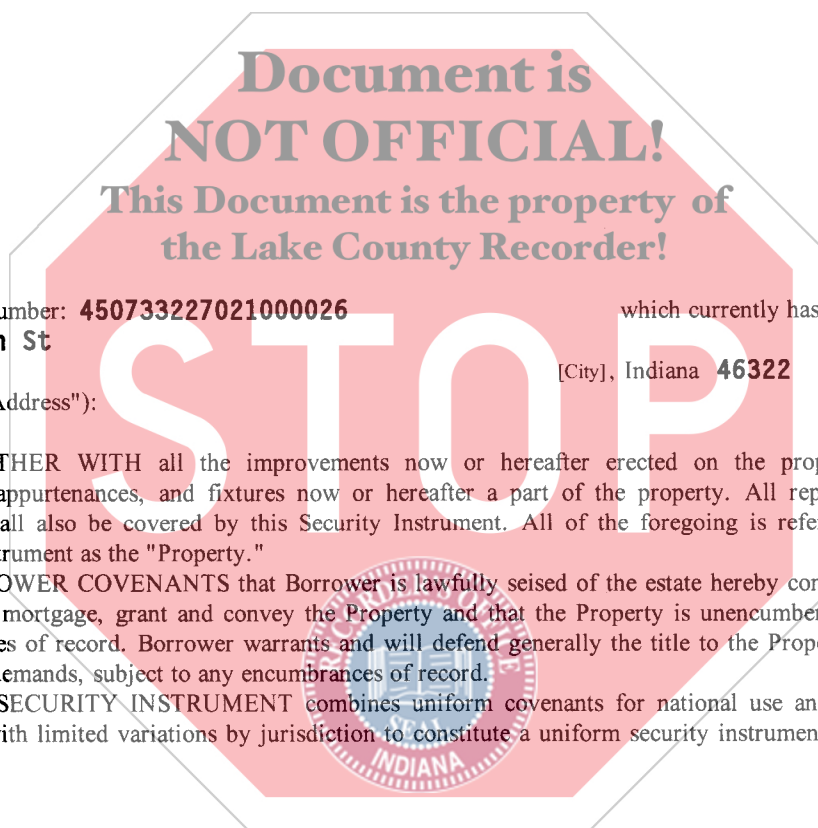 Document is
NOT OFFICIAL!
This Document is the property of
the Lake County Recorder!
umber: 450733227021000026 which currently has
n St
[City], Indiana 46322
Address"):
STOP
THER WITH all the improvements now or hereafter erected on the prop
appurtenances, and fixtures now or hereafter a part of the property. All rep
all also be covered by this Security Instrument. All of the foregoing is refe
trument as the "Property."
OWER COVENANTS that Borrower is lawfully seised of the estate hereby con
mortgage, grant and convey the Property and that the Property is unencumber
es of record. Borrower warrants and will defend generally the title to the Prope
emands, subject to any encumbrances of record.
SECURITY INSTRUMENT combines uniform covenants for national use an
ith limited variations by jurisdiction to constitute a uniform security instrumen
RECORDER'S OFFICE
SEAL
INDIANA